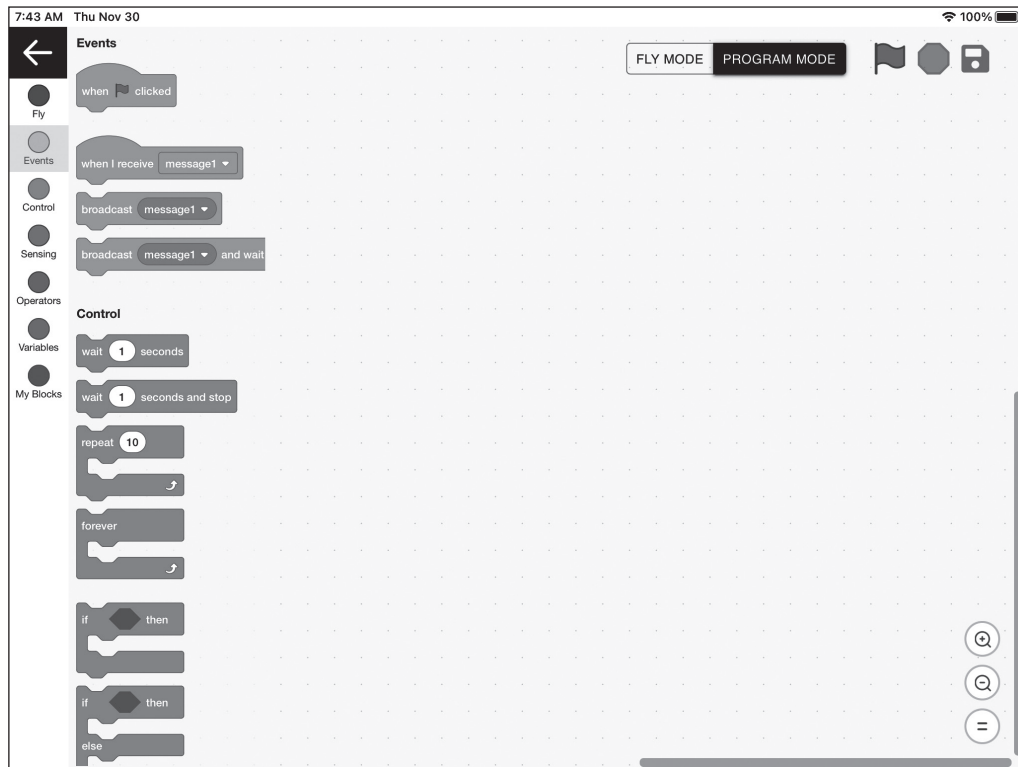 7:43 AM Thu Nov 30
100%
Events
FLY MODE PROGRAM MODE
when clicked
Fly
Events
when I receive message1
Control
broadcast message1
Sensing
broadcast message1 and wait
Operators
Control
Variables
wait 1 seconds
My Blocks
wait 1 seconds and stop
repeat 10
forever
if then
if then
else
=